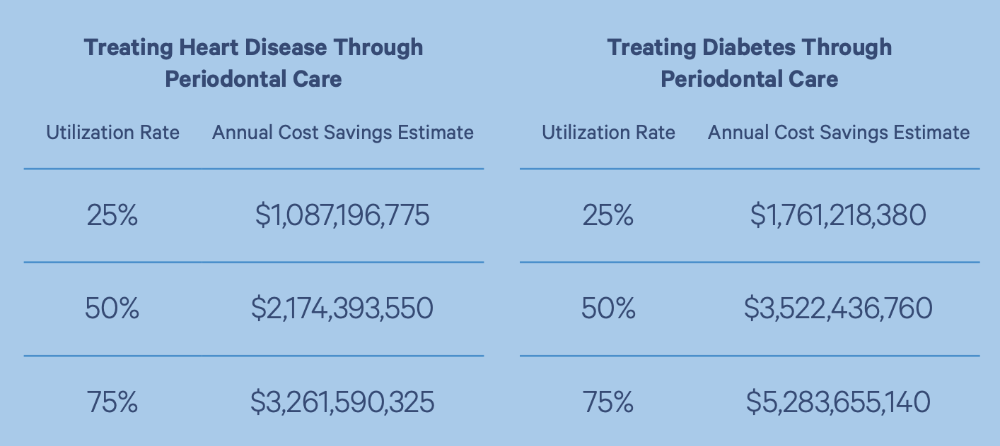 Treating Heart Disease Through
Periodontal Care
Utilization Rate Annual Cost Savings Estimate
25% $1,087,196,775
50% $2,174,393,550
75% $3,261,590,325
Treating Diabetes Through
Periodontal Care
Utilization Rate Annual Cost Savings Estimate
25% $1,761,218,380
50% $3,522,436,760
75% $5,283,655,140